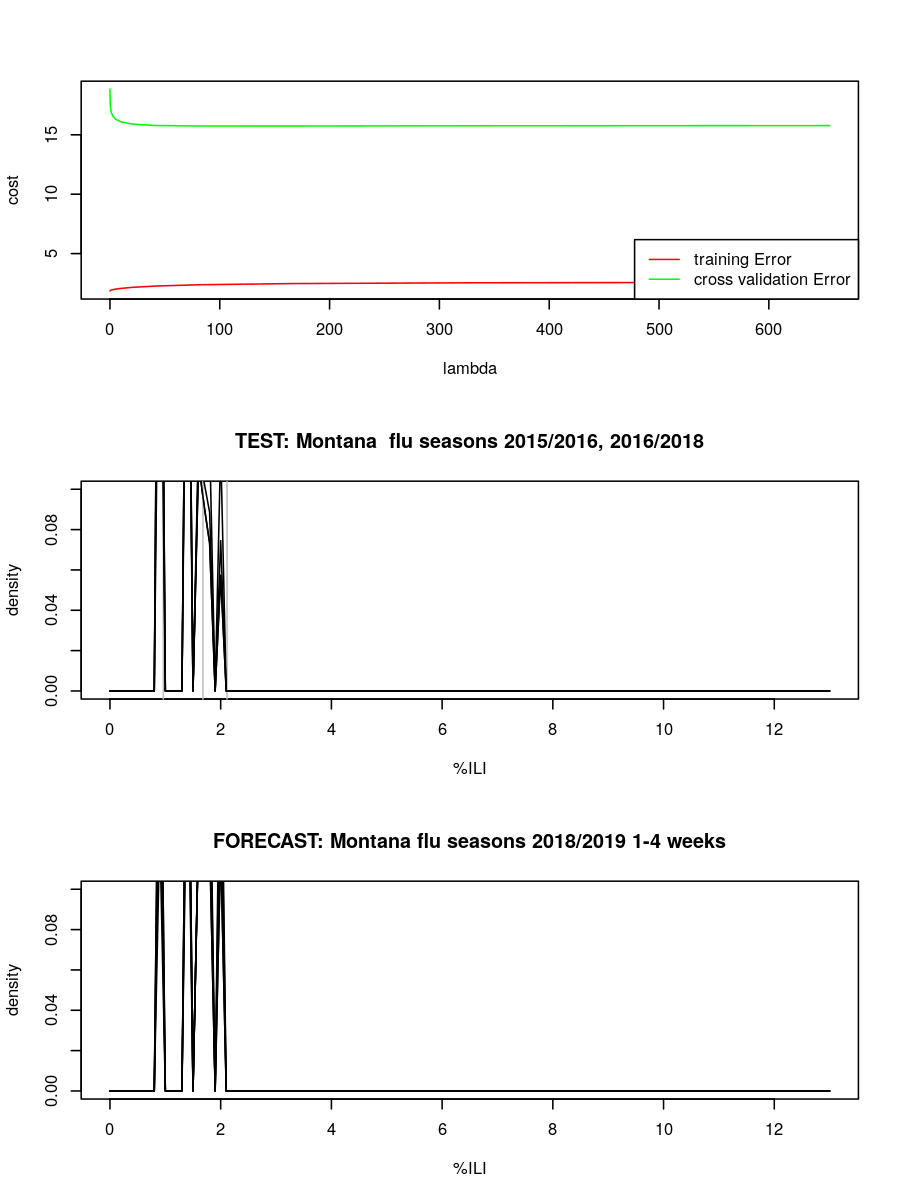 cost
15
10
5
training Error
cross validation Error
0 100 200 300 400 500 600
lambda
TEST: Montana  flu seasons 2015/2016, 2016/2018
density
0.08
0.04
0.00
0 2 4 6 8 10 12
%ILI
FORECAST: Montana flu seasons 2018/2019 1-4 weeks
density
0.08
0.04
0.00
0 2 4 6 8 10 12
%ILI